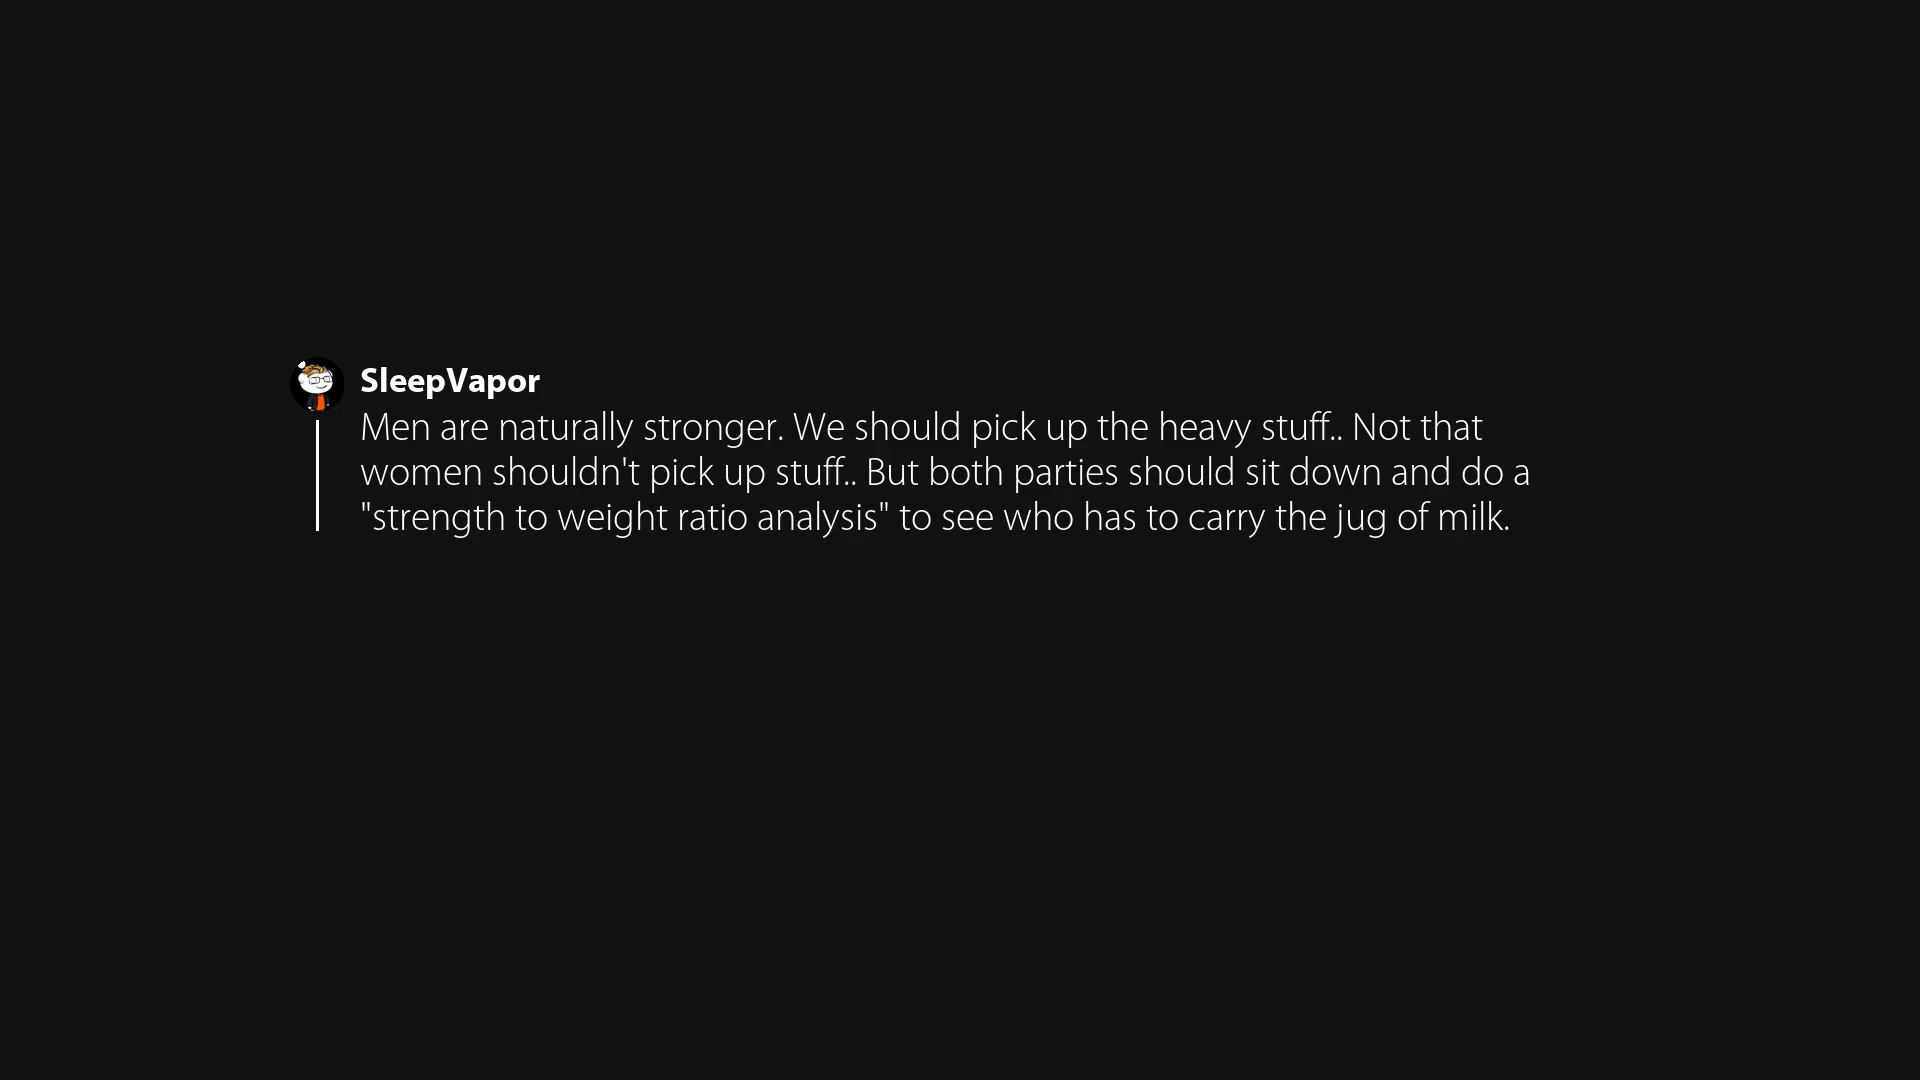 SleepVapor
Men are naturally stronger. We should pick up the heavy stuff.. Not that
women shouldn't pick up stuff.. But both parties should sit down and do a
"strength to weight ratio analysis" to see who has to carry the jug of milk.